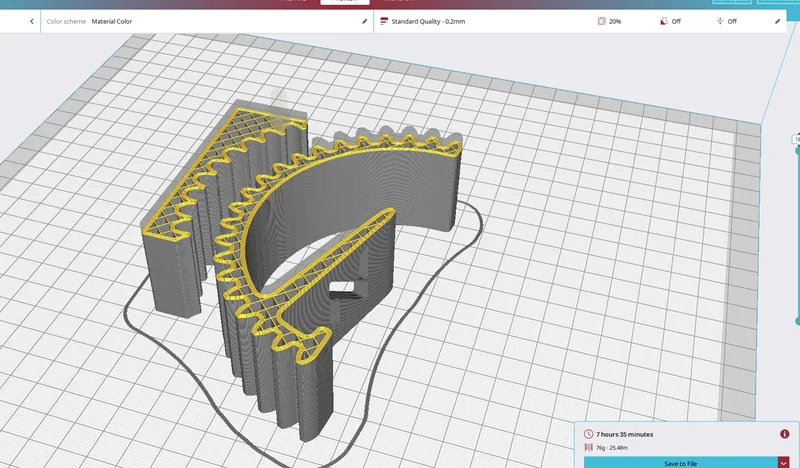 Color scheme Material Color
Standard Quality - 0.2mm
20%
Off
Off
7 hours 35 minutes
76g · 25.48m
Save to File